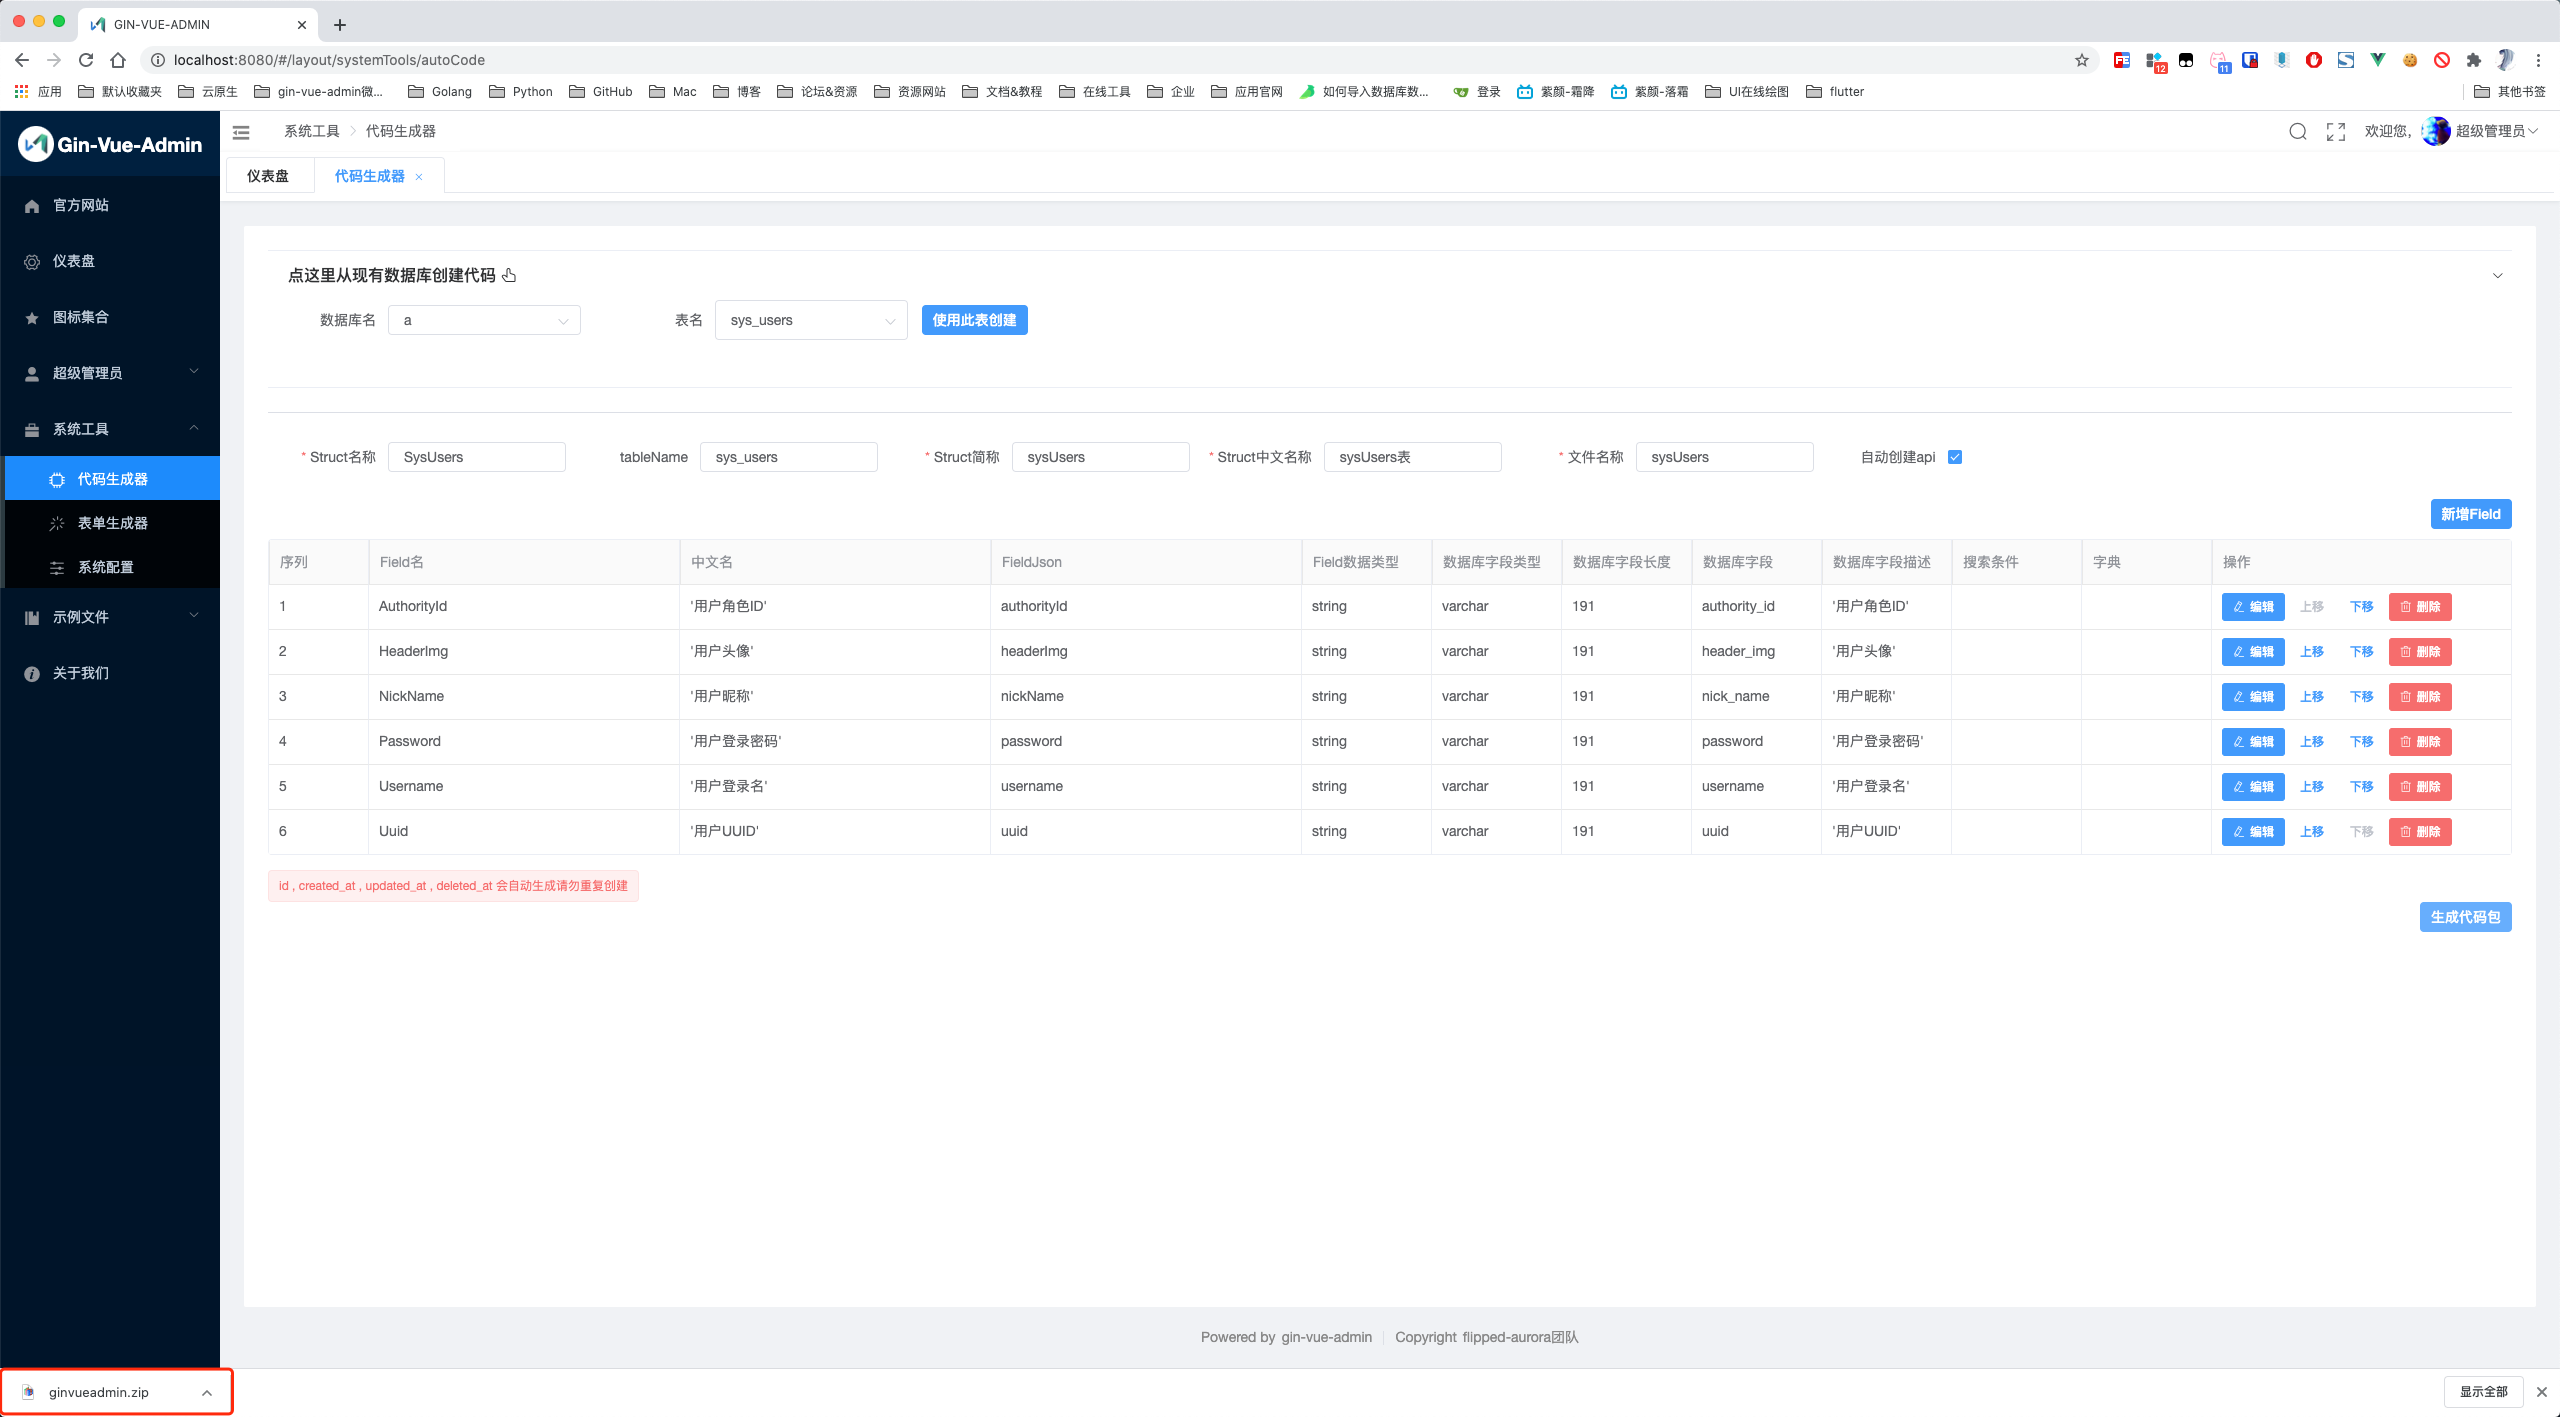 GIN-VUE-ADMIN
localhost:8080/#/layout/systemTools/autoCode
12
11
应用 默认收藏夹 云原生 gin-vue-admin微... Golang Python GitHub Mac 博客 论坛&资源 资源网站 文档&教程 在线工具 企业 应用官网 如何导入数据库数... 登录 紫颜-霜降 紫颜-落霜 UI在线绘图 flutter 其他书签
Gin-Vue-Admin
系统工具 代码生成器
欢迎您, 超级管理员
仪表盘 代码生成器
官方网站
仪表盘
图标集合
超级管理员
系统工具
代码生成器
表单生成器
系统配置
示例文件
关于我们
点这里从现有数据库创建代码
数据库名 a 表名 sys_users 使用此表创建
* Struct名称 SysUsers tableName sys_users * Struct简称 sysUsers * Struct中文名称 sysUsers表 * 文件名称 sysUsers 自动创建api
新增Field
序列 Field名 中文名 FieldJson Field数据类型 数据库字段类型 数据库字段长度 数据库字段 数据库字段描述 搜索条件 字典 操作
1 AuthorityId '用户角色ID' authorityId string varchar 191 authority_id '用户角色ID' 编辑 上移 下移 删除
2 HeaderImg '用户头像' headerImg string varchar 191 header_img '用户头像' 编辑 上移 下移 删除
3 NickName '用户昵称' nickName string varchar 191 nick_name '用户昵称' 编辑 上移 下移 删除
4 Password '用户登录密码' password string varchar 191 password '用户登录密码' 编辑 上移 下移 删除
5 Username '用户登录名' username string varchar 191 username '用户登录名' 编辑 上移 下移 删除
6 Uuid '用户UUID' uuid string varchar 191 uuid '用户UUID' 编辑 上移 下移 删除
id , created_at , updated_at , deleted_at 会自动生成请勿重复创建
生成代码包
Powered by gin-vue-admin Copyright flipped-aurora团队
ginvueadmin.zip
显示全部